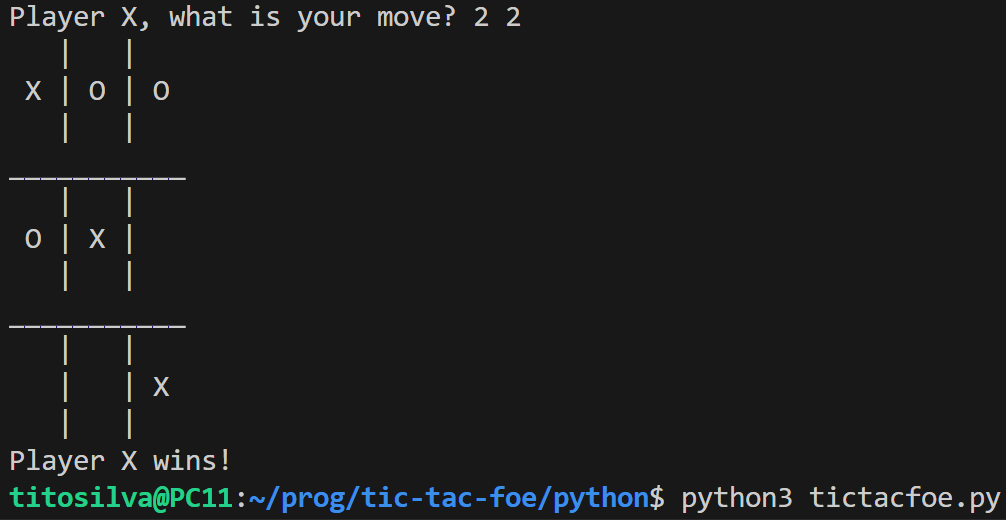 Player X, what is your move? 2 2
   |   |
 X | O | O
   |   |
___________
   |   |
 O | X |
   |   |
___________
   |   |
   |   | X
   |   |
Player X wins!
titosilva@PC11:~/prog/tic-tac-foe/python$ python3 tictacfoe.py